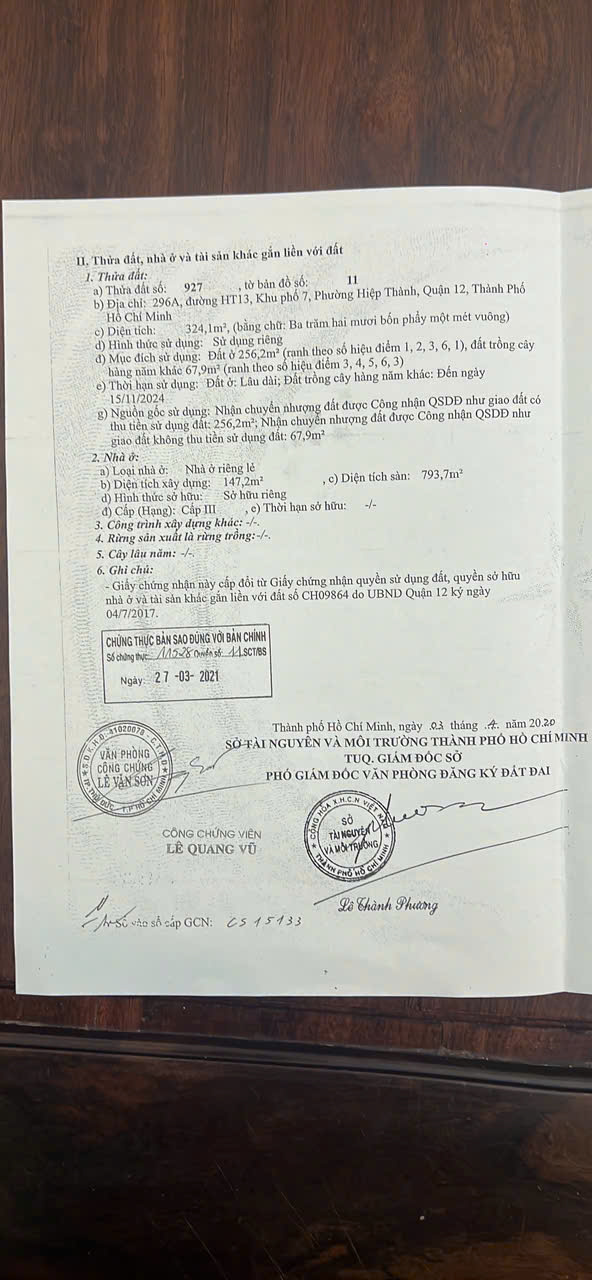 II. Thửa đất, nhà ở và tài sản khác gắn liền với đất
1. Thửa đất:
a) Thửa đất số: 927 , tờ bản đồ số: 11
b) Địa chỉ: 296A, đường HT13, Khu phố 7, Phường Hiệp Thành, Quận 12, Thành Phố
Hồ Chí Minh
c) Diện tích: 324,1m², (bằng chữ: Ba trăm hai mươi bốn phẩy một mét vuông)
d) Hình thức sử dụng: Sử dụng riêng
đ) Mục đích sử dụng: Đất ở 256,2m² (ranh theo số hiệu điểm 1, 2, 3, 6, 1), đất trồng cây
hàng năm khác 67,9m² (ranh theo số hiệu điểm 3, 4, 5, 6, 3)
e) Thời hạn sử dụng: Đất ở: Lâu dài; Đất trồng cây hàng năm khác: Đến ngày
15/11/2024
g) Nguồn gốc sử dụng: Nhận chuyển nhượng đất được Công nhận QSDĐ như giao đất có
thu tiền sử dụng đất: 256,2m²; Nhận chuyển nhượng đất được Công nhận QSDĐ như
giao đất không thu tiền sử dụng đất: 67,9m²
2. Nhà ở:
a) Loại nhà ở: Nhà ở riêng lẻ
b) Diện tích xây dựng: 147,2m² , c) Diện tích sàn: 793,7m²
d) Hình thức sở hữu: Sở hữu riêng
đ) Cấp (Hạng): Cấp III , e) Thời hạn sở hữu: -/-
3. Công trình xây dựng khác: -/-.
4. Rừng sản xuất là rừng trồng:-/-.
5. Cây lâu năm: -/-.
6. Ghi chú:
- Giấy chứng nhận này cấp đổi từ Giấy chứng nhận quyền sử dụng đất, quyền sở hữu
nhà ở và tài sản khác gắn liền với đất số CH09864 do UBND Quận 12 ký ngày
04/7/2017.
CHỨNG THỰC BẢN SAO ĐÚNG VỚI BẢN CHÍNH
Số chứng thực: 11528 Quyển số: 11.SCT/BS
Ngày: 27 -03- 2021
Thành phố Hồ Chí Minh, ngày 03 tháng 4 năm 2020
SỞ TÀI NGUYÊN VÀ MÔI TRƯỜNG THÀNH PHỐ HỒ CHÍ MINH
TUQ. GIÁM ĐỐC SỞ
PHÓ GIÁM ĐỐC VĂN PHÒNG ĐĂNG KÝ ĐẤT ĐAI
VĂN PHÒNG
CÔNG CHỨNG
LÊ VĂN SƠN
CỘNG HÒA X.H.C.N VIỆT NAM
SỞ
TÀI NGUYÊN
VÀ MÔI TRƯỜNG
THÀNH PHỐ HỒ CHÍ MINH
CÔNG CHỨNG VIÊN
LÊ QUANG VŨ
Lê Thành Phương
Số vào sổ cấp GCN: CS 15133